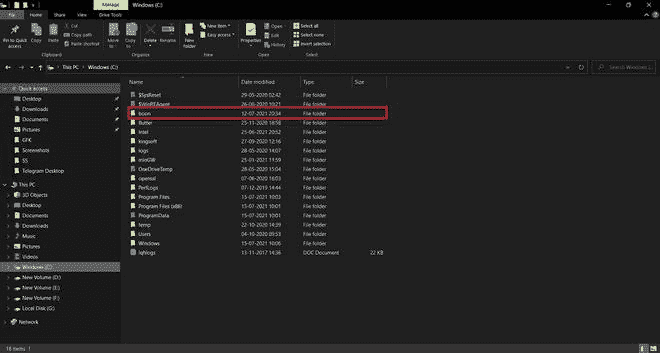 Manage Windows (C:)
File Home Share View Drive Tools
Pin to Quick access Copy Paste Cut Copy path Paste shortcut Move to Copy to Delete Rename New folder New item Easy access Properties Open Edit History Select all Select none Invert selection
Clipboard Organize New Open Select
This PC Windows (C:) Search Windows (...
Name Date modified Type Size
Quick access
Desktop
Downloads
Documents
Pictures
GFK
Screenshots
SS
Telegram Desktop
This PC
3D Objects
Desktop
Documents
Downloads
Music
Pictures
Videos
Windows (C:)
New Volume (D:)
New Volume (E:)
New Volume (F:)
Local Disk (G:)
Network
$SysReset 29-05-2020 02:42 File folder
$WinREAgent 26-06-2020 10:21 File folder
boon 12-07-2021 20:34 File folder
flutter 25-11-2020 18:58 File folder
Intel 25-06-2021 20:52 File folder
kingsoft 27-09-2020 12:16 File folder
logs 28-05-2020 14:07 File folder
minGW 25-01-2021 11:59 File folder
OneDriveTemp 28-05-2020 15:04 File folder
openssl 07-06-2020 16:03 File folder
PerfLogs 07-12-2019 14:44 File folder
Program Files 15-07-2021 10:03 File folder
Program Files (x86) 15-07-2021 10:01 File folder
ProgramData 15-07-2021 10:01 File folder
temp 22-10-2020 14:39 File folder
Users 04-10-2020 09:53 File folder
Windows 15-07-2021 10:06 File folder
13-11-2017 14:36 DOC Document 22 KB
18 items